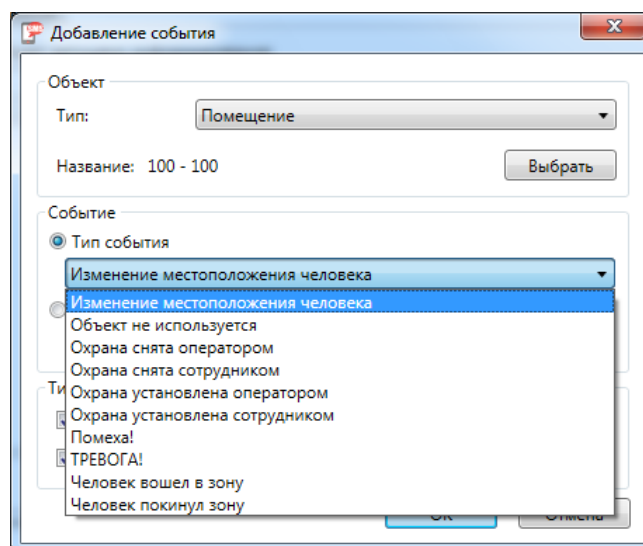 Добавление события
Объект
Тип: Помещение
Название: 100 - 100 Выбрать
Событие
Тип события
Изменение местоположения человека
Изменение местоположения человека
Объект не используется
Охрана снята оператором
Охрана снята сотрудником
Охрана установлена оператором
Охрана установлена сотрудником
Помеха!
ТРЕВОГА!
Человек вошел в зону
Человек покинул зону